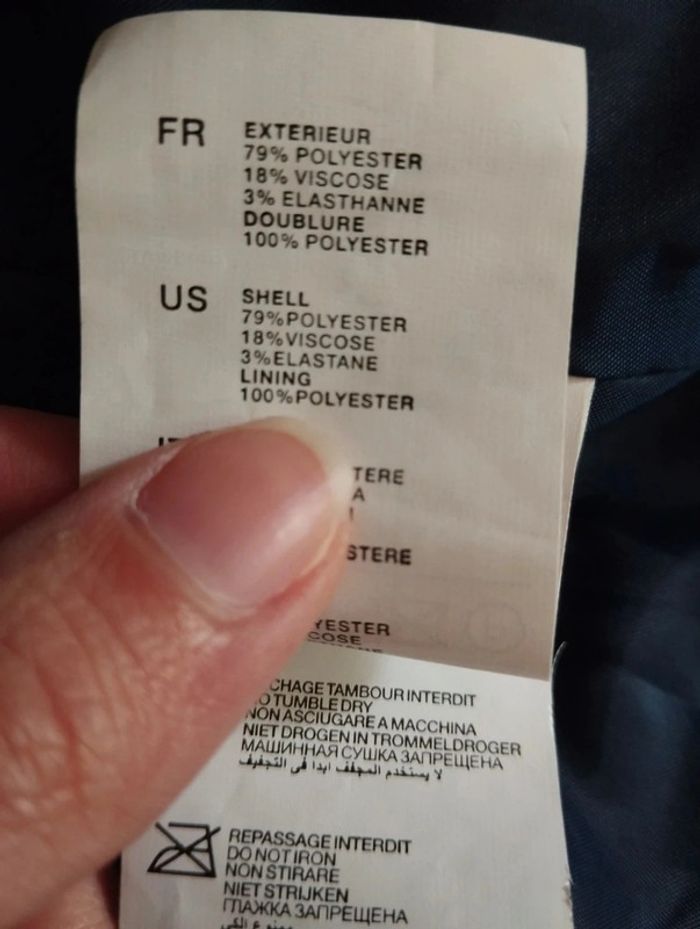 FR
EXTERIEUR
79% POLYESTER
18% VISCOSE
3% ELASTHANNE
DOUBLURE
100% POLYESTER
US
SHELL
79%POLYESTER
18%VISCOSE
3%ELASTANE
LINING
100%POLYESTER
TERE
A
STERE
YESTER
COSE
CHAGE TAMBOUR INTERDIT
O TUMBLE DRY
NON ASCIUGARE A MACCHINA
NIET DROGEN IN TROMMELDROGER
МАШИННАЯ СУШКА ЗАПРЕЩЕНА
لا يستخدم المجفف ابدا في التجفيف
REPASSAGE INTERDIT
DO NOT IRON
NON STIRARE
NIET STRIJKEN
ГЛАЖКА ЗАПРЕЩЕНА